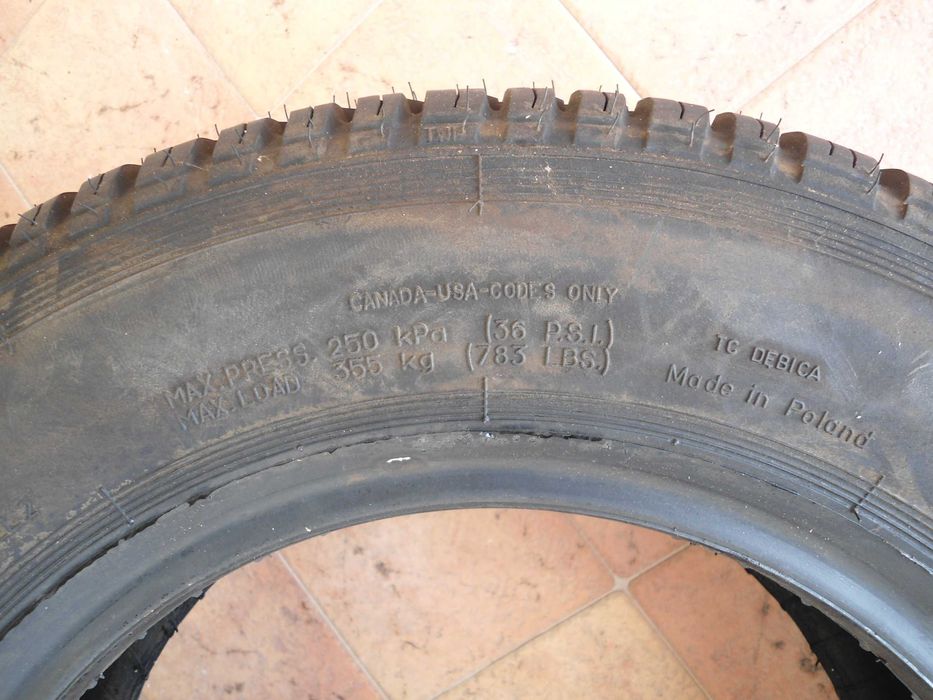 TWI
CANADA-USA-CODES ONLY
MAX. PRESS. 250 kPa (36 P.S.I.)
MAX. LOAD 355 kg (783 LBS.)
TC DEBICA
Made in Poland